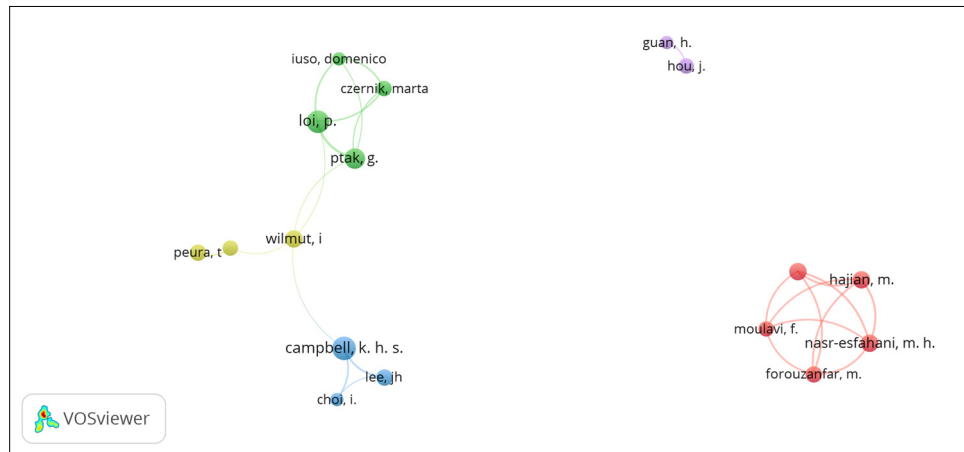 guan, h.
iuso, domenico
hou, j.
czernik, marta
loi, p.
ptak, g.
wilmut, i
peura, t
hajian, m.
moulavi, f.
nasr-esfahani, m. h.
campbell, k. h. s.
forouzanfar, m.
lee, jh
choi, i.
VOSviewer